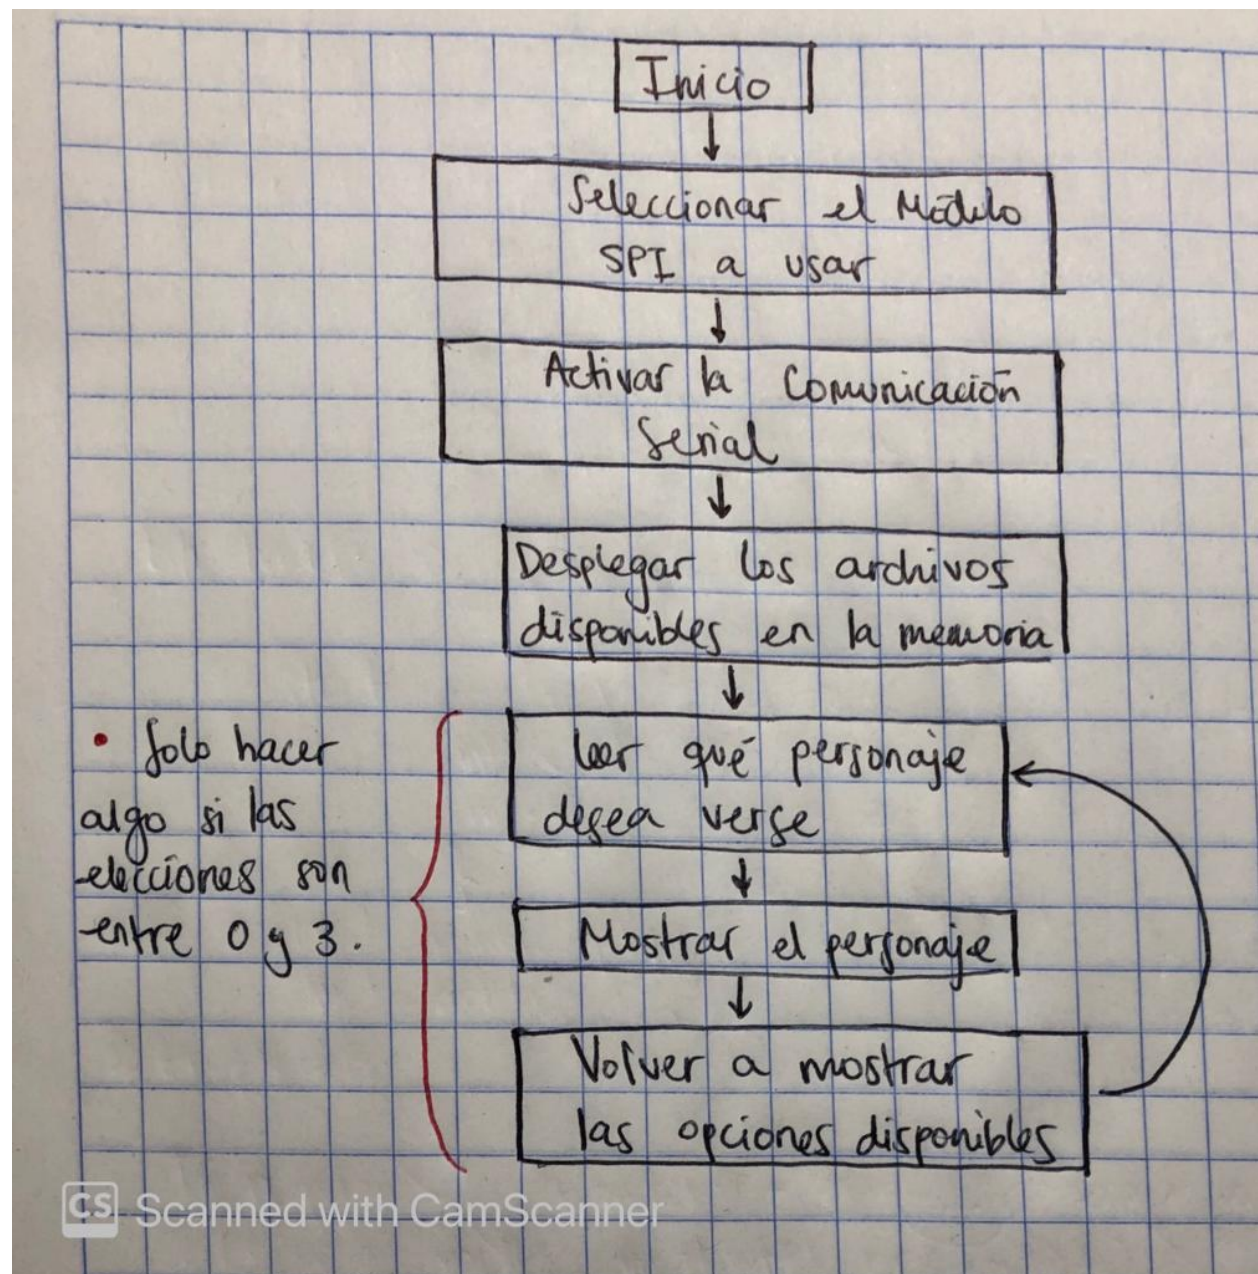 Inicio
Seleccionar el Módulo
SPI a usar
Activar la Comunicación
Serial
Desplegar los archivos
disponibles en la memoria
leer qué personaje
desea verse
• Solo hacer
algo si las
elecciones son
entre 0 y 3.
Mostrar el personaje
Volver a mostrar
las opciones disponibles
CS Scanned with CamScanner